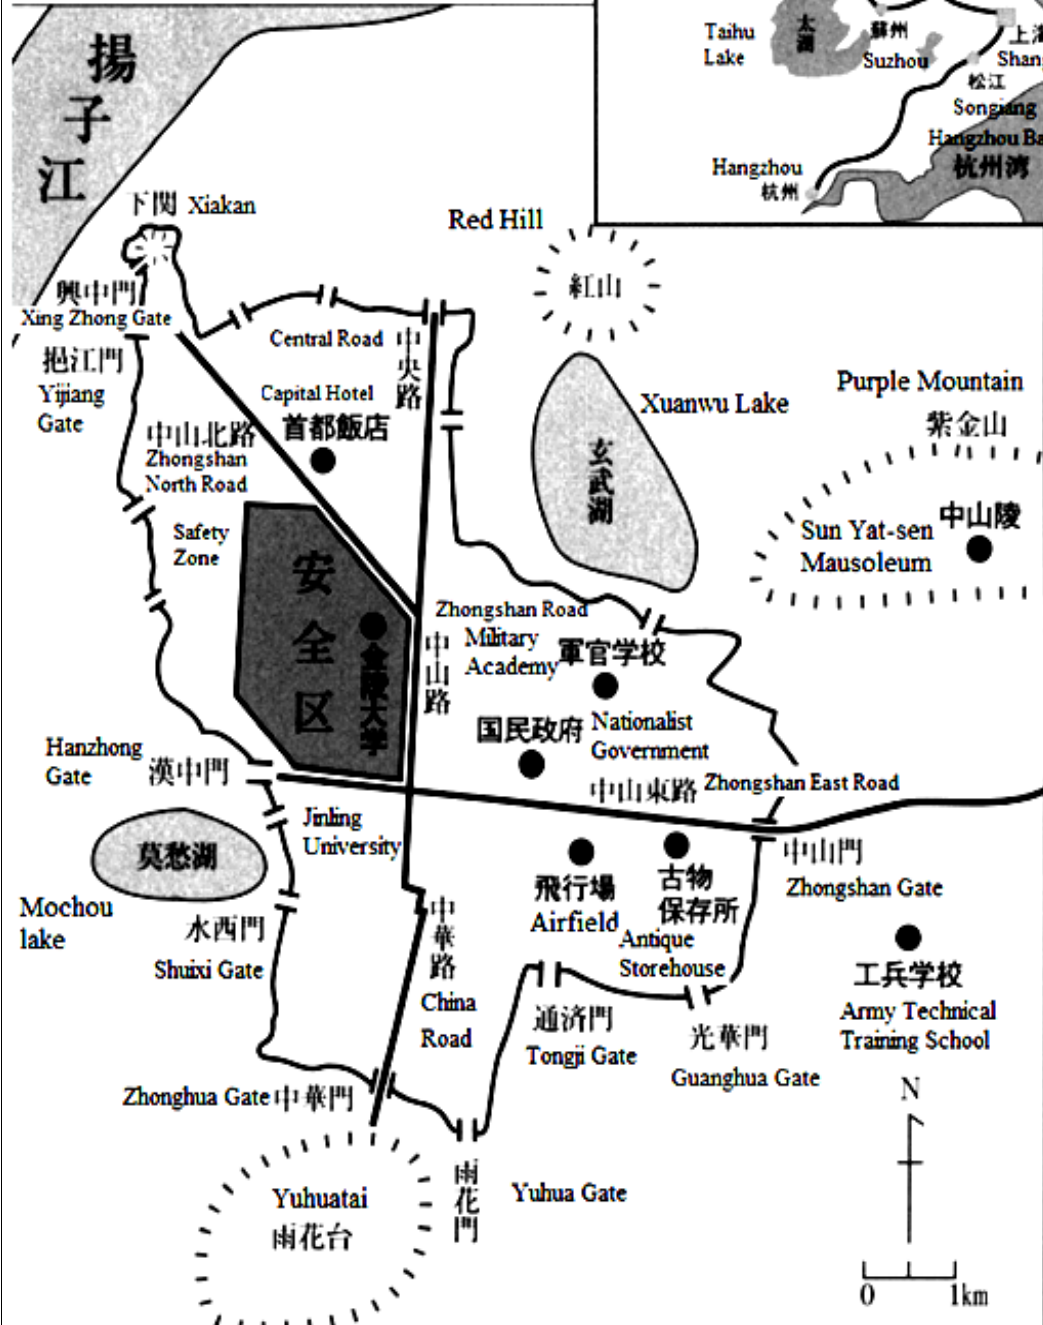 揚
子
江
太
湖
Taihu
Lake
蘇州
Suzhou
上海
Shang
松江
Songjang
Hangzhou Ba
杭州湾
Hangzhou
杭州
下関 Xiakan
Red Hill
紅山
興中門
Xing Zhong Gate
挹江門
Yijiang
Gate
Central Road
中央路
Capital Hotel
首都飯店
中山北路
Zhongshan
North Road
Xuanwu Lake
玄武湖
Purple Mountain
紫金山
Sun Yat-sen
Mausoleum
中山陵
Safety
Zone
安
全
区
金陵大学
Zhongshan Road
中山路
Military
Academy
軍官学校
国民政府
Nationalist
Government
Hanzhong
Gate
漢中門
中山東路
Zhongshan East Road
Jinling
University
莫愁湖
Mochou
lake
中山門
Zhongshan Gate
飛行場
Airfield
古物
保存所
Antique
Storehouse
水西門
Shuixi Gate
中華路
China
Road
工兵学校
Army Technical
Training School
通済門
Tongji Gate
光華門
Guanghua Gate
Zhonghua Gate 中華門
N
Yuhuatai
雨花台
雨花門
Yuhua Gate
0 1km